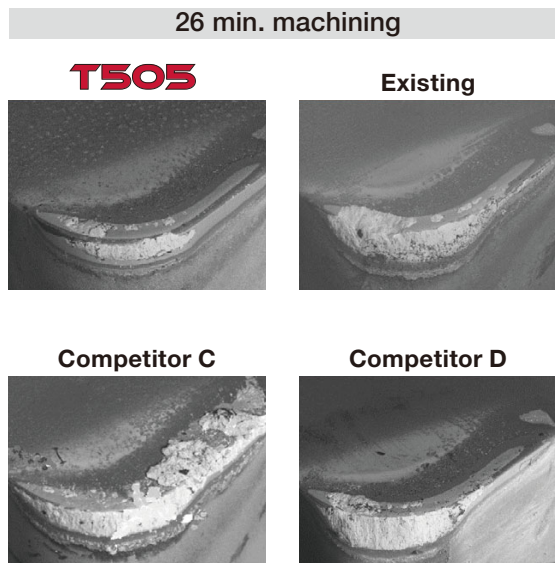 26 min. machining
T505
Existing
Competitor C
Competitor D